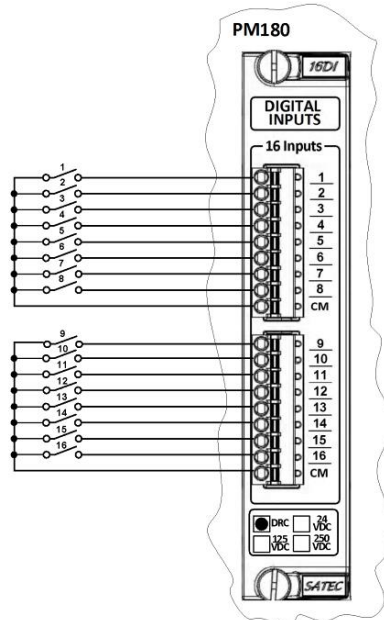 PM180
16DI
DIGITAL
INPUTS
16 Inputs
1 1
2 2
3 3
4 4
5 5
6 6
7 7
8 8
CM
9 9
10 10
11 11
12 12
13 13
14 14
15 15
16 16
CM
DRC 24 VDC
125 VDC 250 VDC
SATEC